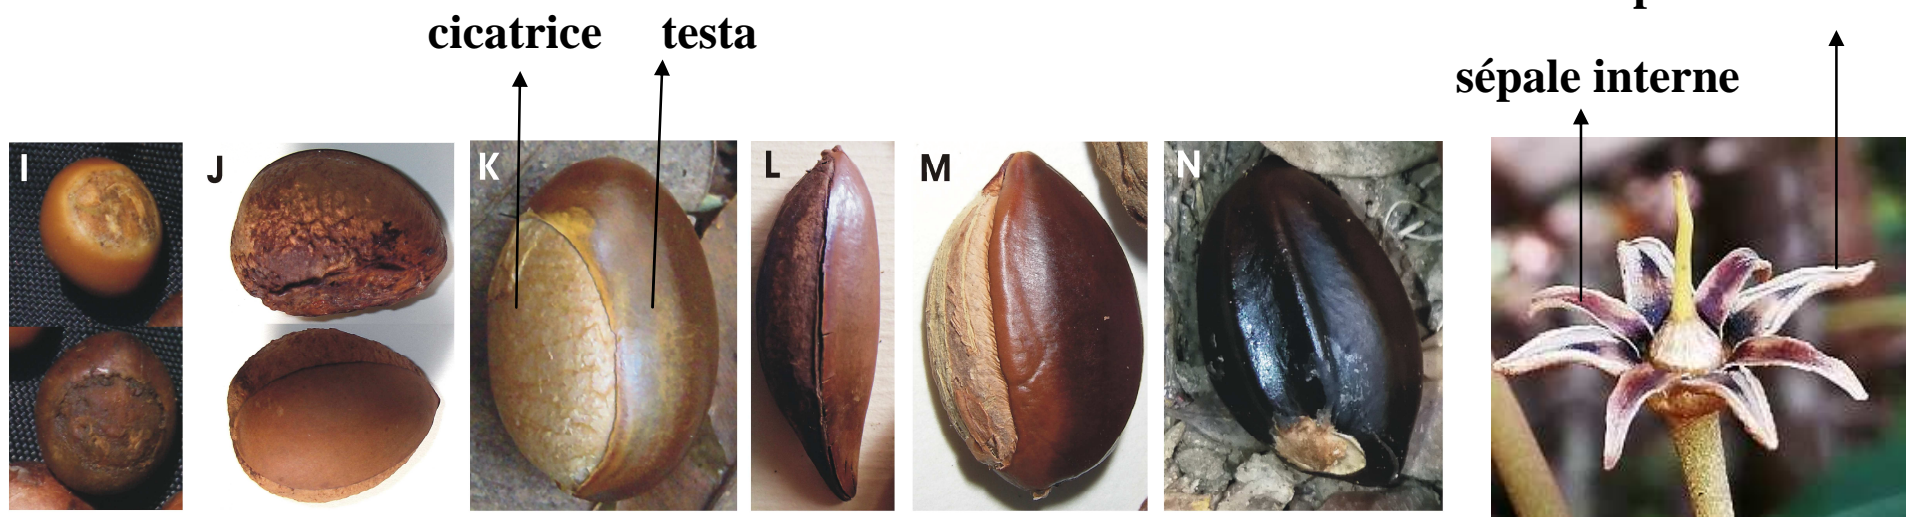 cicatrice testa
sépale interne
I
J
K
L
M
N